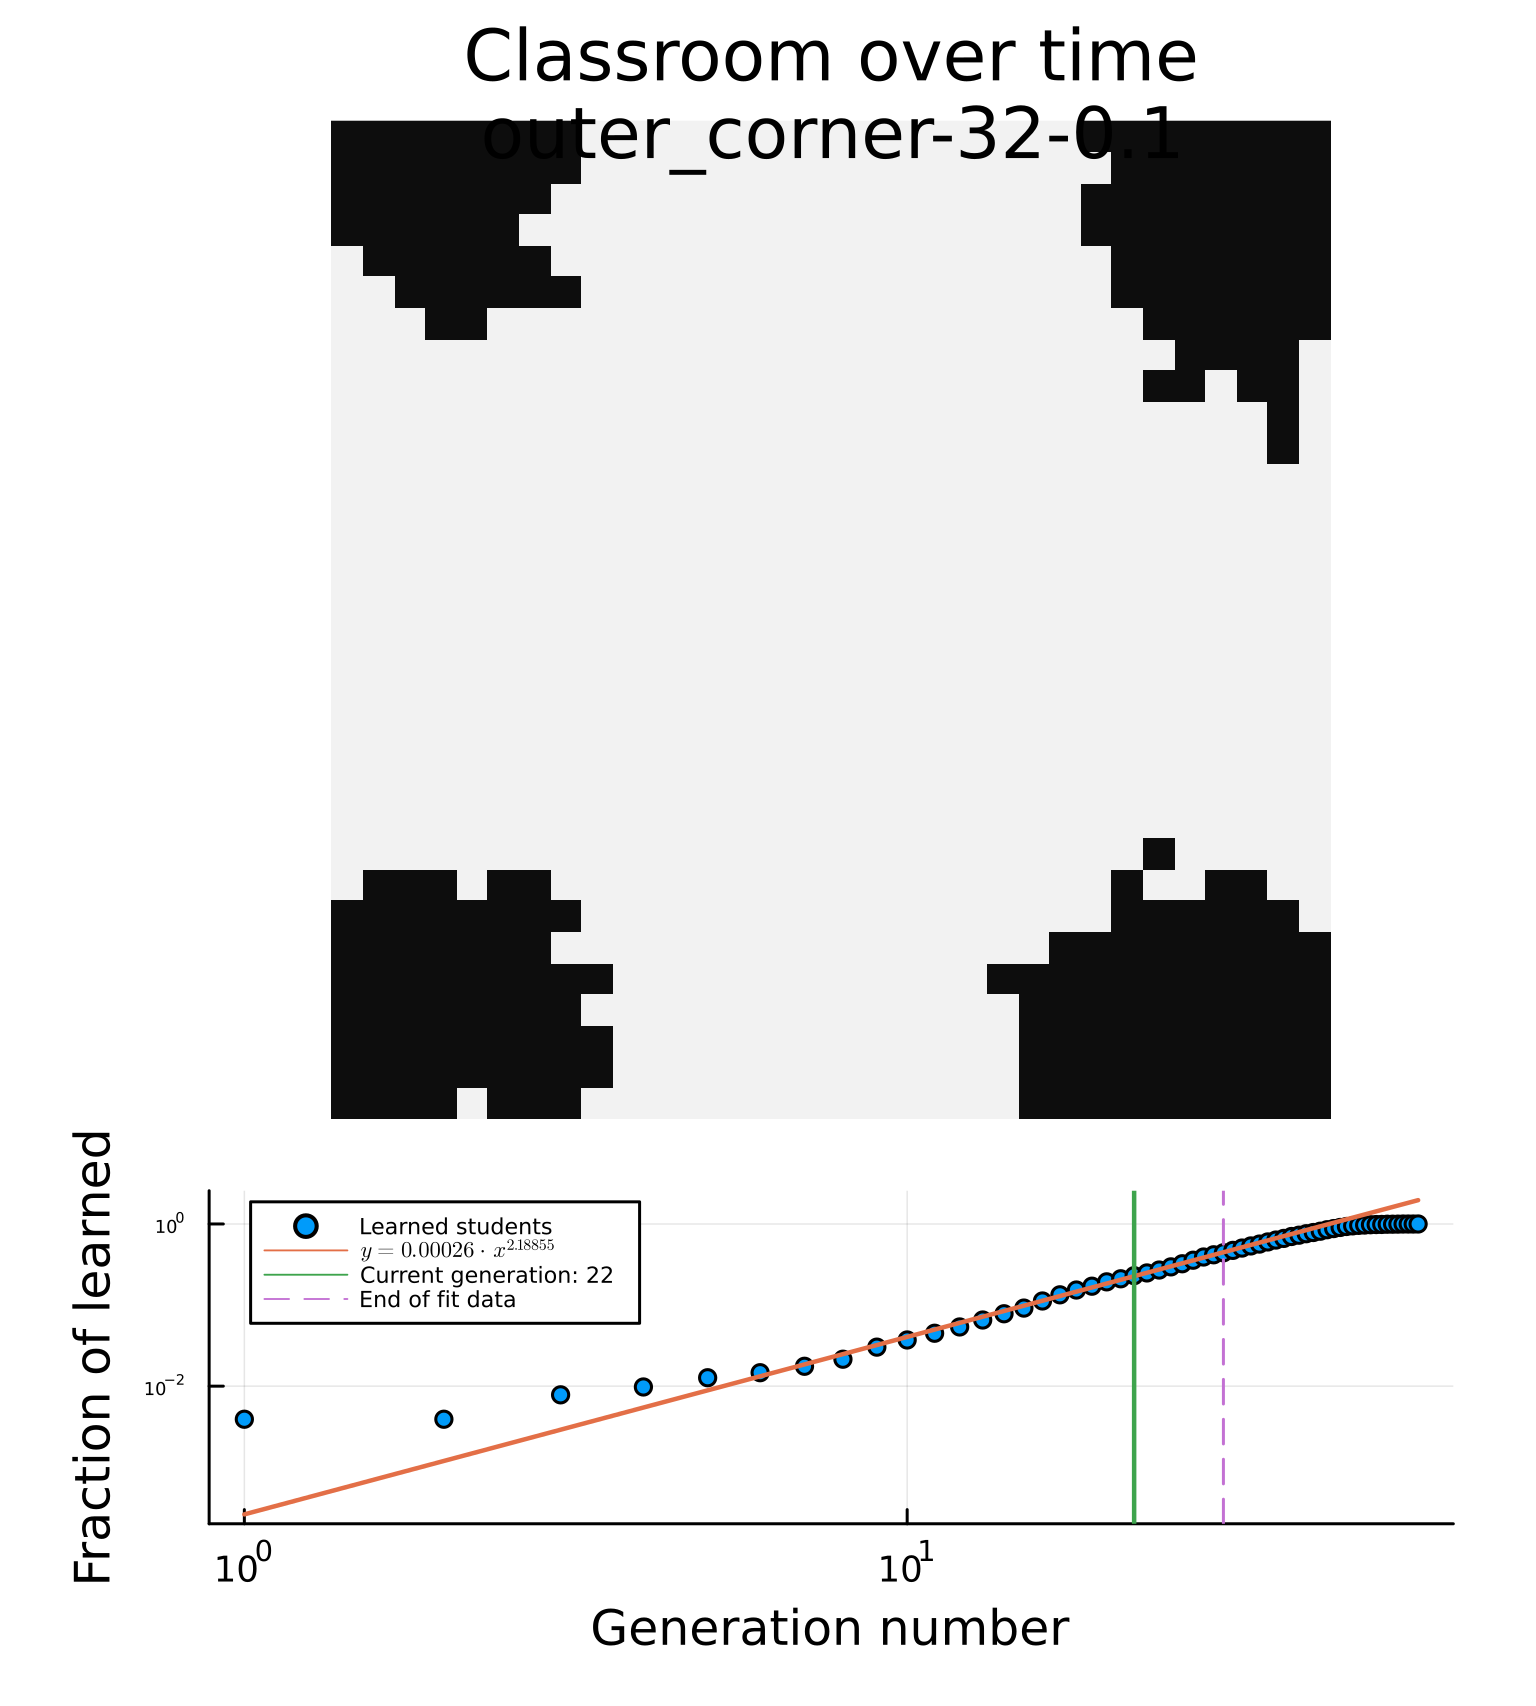 Classroom over time
outer_corner-32-0.1
Fraction of learned
10^0
10^-2
Learned students
y = 0.00026 · x^2.18855
Current generation: 22
End of fit data
10^0
10^1
Generation number